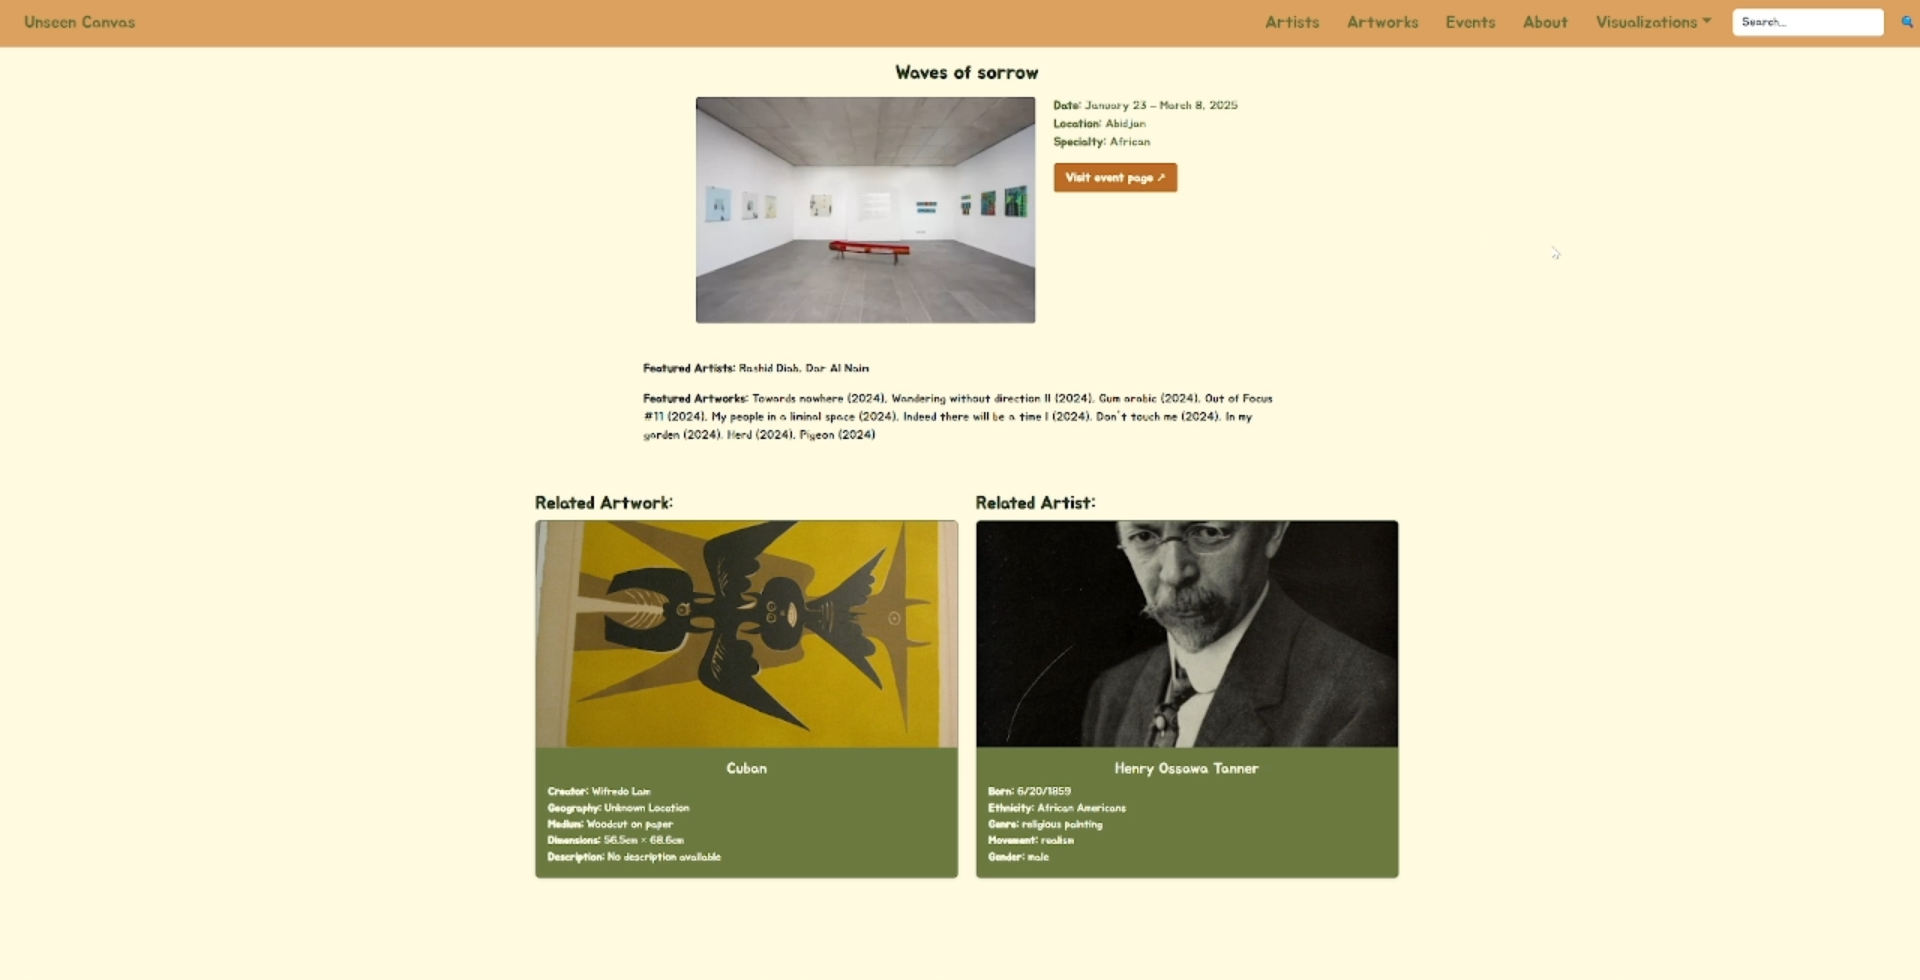 Unseen Canvas
Artists
Artworks
Events
About
Visualizations
Search...
Waves of sorrow
Date: January 23 – March 8, 2025
Location: Abidjan
Specialty: African
Visit event page ↗
Featured Artists: Rashid Diab, Dar Al Naim
Featured Artworks: Towards nowhere (2024), Wandering without direction II (2024), Gum arabic (2024), Out of Focus
#11 (2024), My people in a liminal space (2024), Indeed there will be a time I (2024), Don't touch me (2024), In my
garden (2024), Herd (2024), Pigeon (2024)
Related Artwork:
Cuban
Creator: Wifredo Lam
Geography: Unknown Location
Medium: Woodcut on paper
Dimensions: 56.5cm × 68.6cm
Description: No description available
Related Artist:
Henry Ossawa Tanner
Born: 6/20/1859
Ethnicity: African Americans
Genre: religious painting
Movement: realism
Gender: male